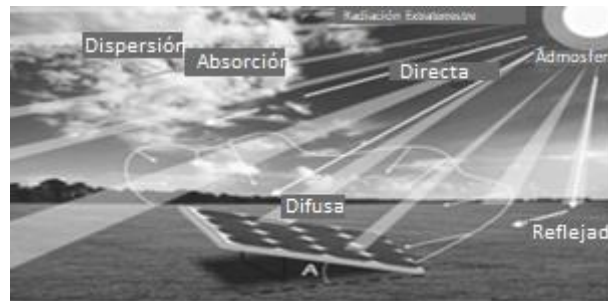 Radiación Extraterrestre
Dispersión
Absorción
Directa
Admosfer
Difusa
Reflejad
A